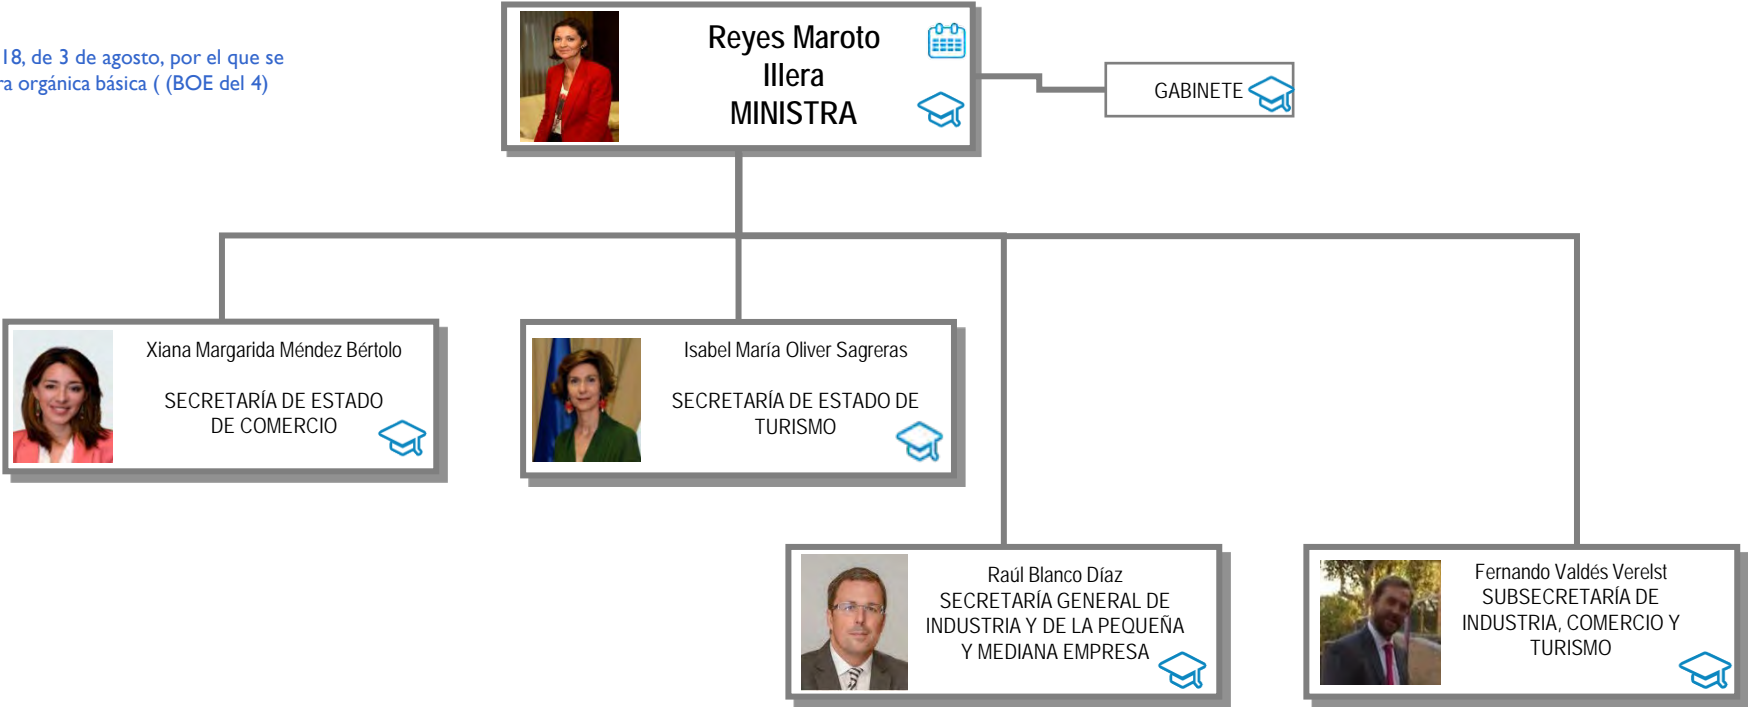 18, de 3 de agosto, por el que se
ra orgánica básica ( (BOE del 4)
Reyes Maroto
Illera
MINISTRA
GABINETE
Xiana Margarida Méndez Bértolo
SECRETARÍA DE ESTADO
DE COMERCIO
Isabel María Oliver Sagreras
SECRETARÍA DE ESTADO DE
TURISMO
Raúl Blanco Díaz
SECRETARÍA GENERAL DE
INDUSTRIA Y DE LA PEQUEÑA
Y MEDIANA EMPRESA
Fernando Valdés Verelst
SUBSECRETARÍA DE
INDUSTRIA, COMERCIO Y
TURISMO